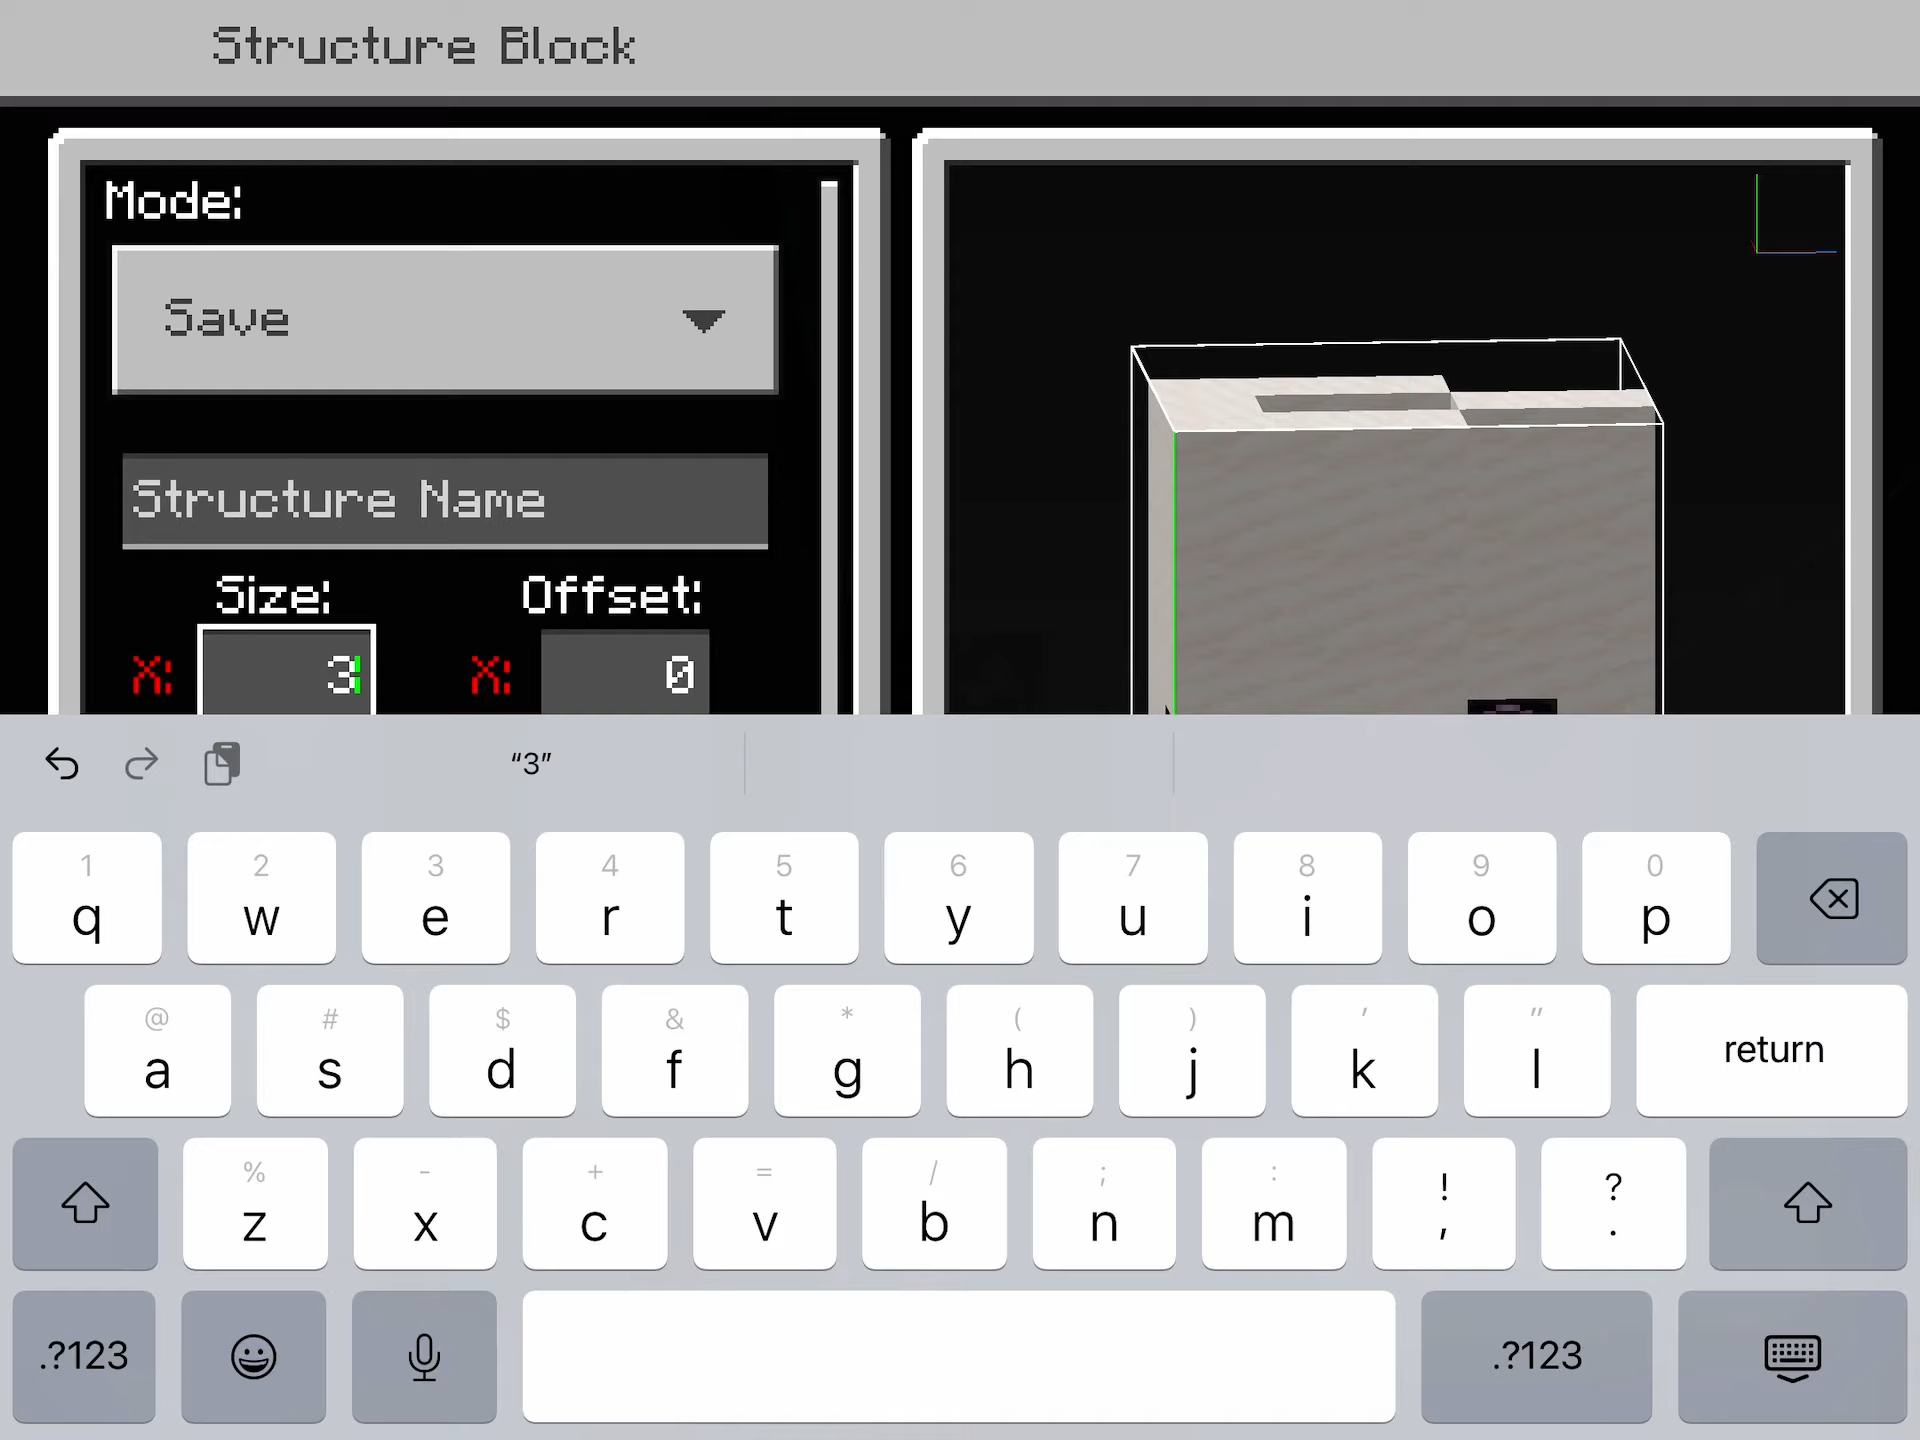 Structure Block
Mode:
Save
Structure Name
Size: Offset:
X: 3 X: 0
“3”
1 2 3 4 5 6 7 8 9 0
q w e r t y u i o p
@ # $ & * ( ) ' "
a s d f g h j k l return
% - + = / ; : ! ?
z x c v b n m , .
.?123 .?123